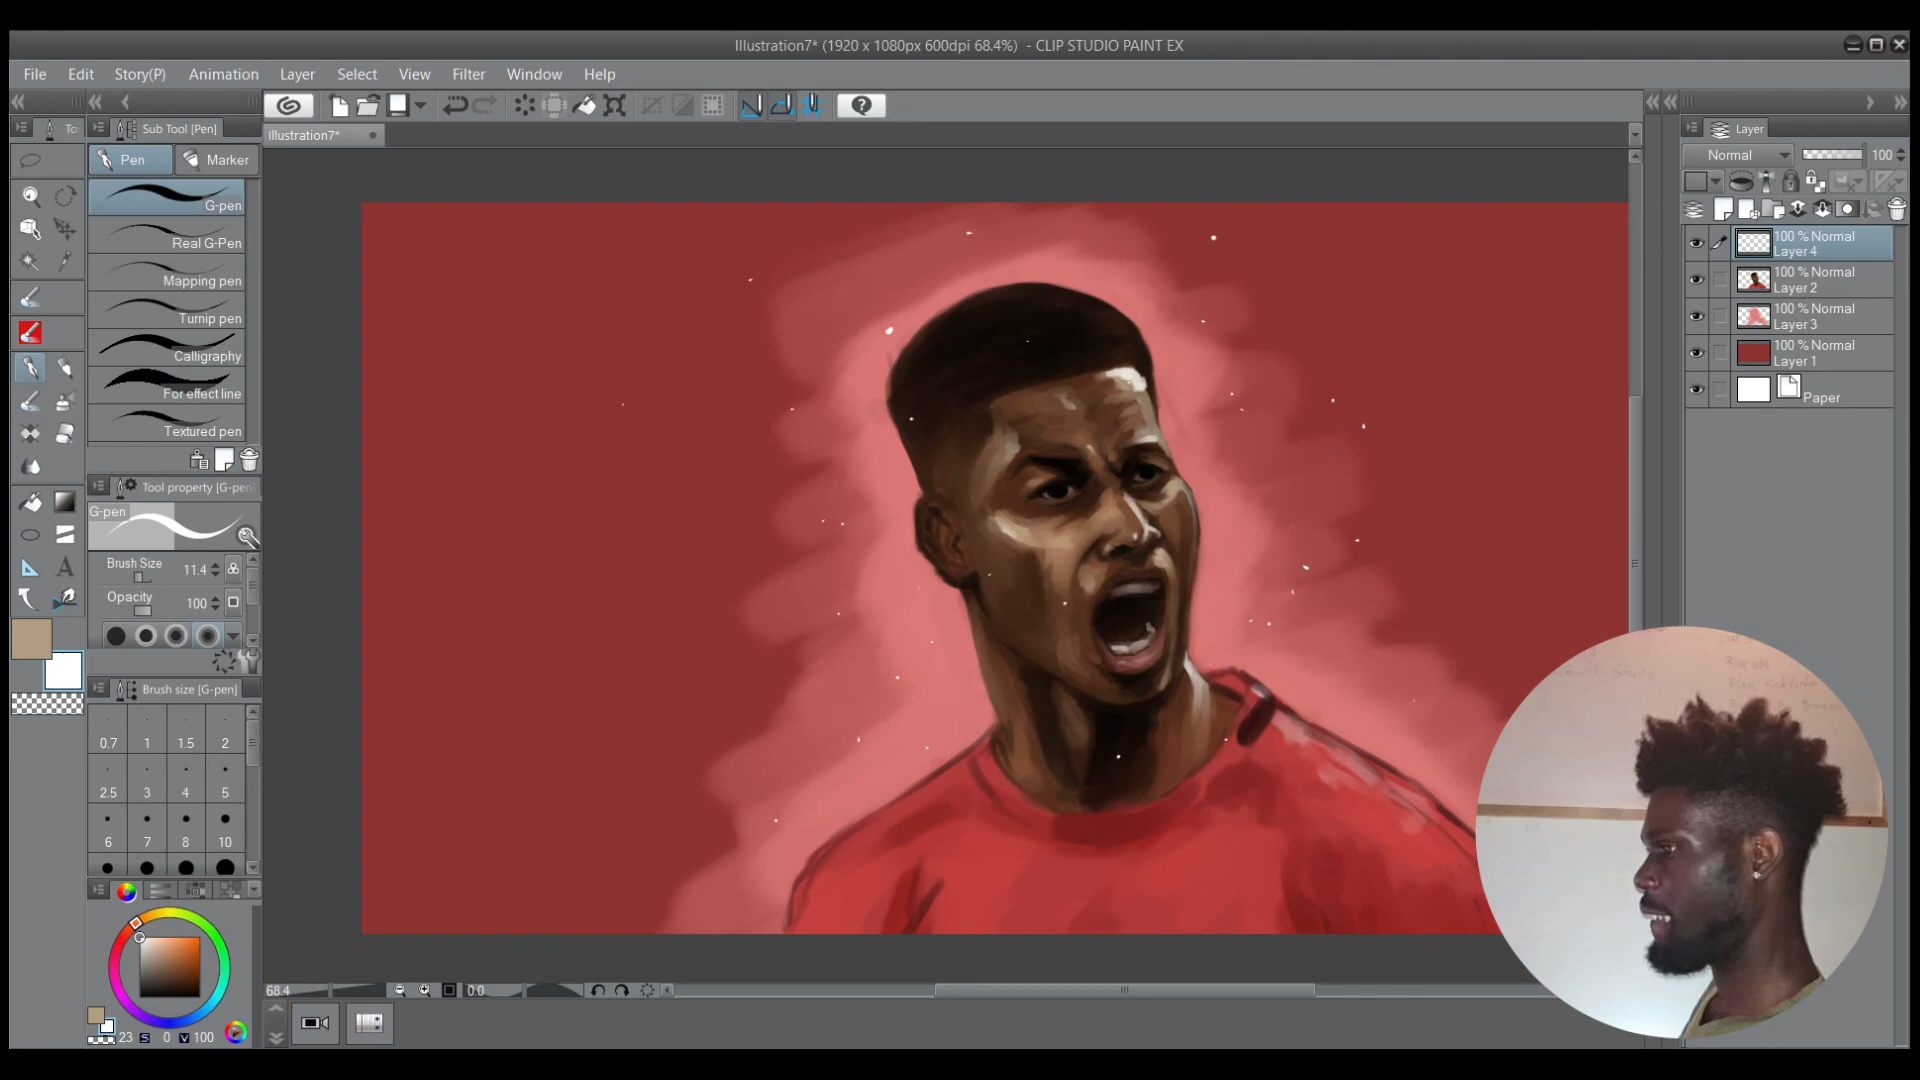 Illustration7* (1920 x 1080px 600dpi 68.4%) - CLIP STUDIO PAINT EX
File Edit Story(P) Animation Layer Select View Filter Window Help
To
Sub Tool [Pen]
Illustration7*
Layer
Pen
Marker
Normal
100
G-pen
Real G-Pen
Mapping pen
Turnip pen
Calligraphy
For effect line
Textured pen
100 % Normal
Layer 4
100 % Normal
Layer 2
100 % Normal
Layer 3
100 % Normal
Layer 1
Paper
Tool property [G-pen
G-pen
Brush Size 11.4
Opacity 100
Brush size [G-pen]
0.7 1 1.5 2
2.5 3 4 5
6 7 8 10
68.4
0.0
23 S 0 V 100